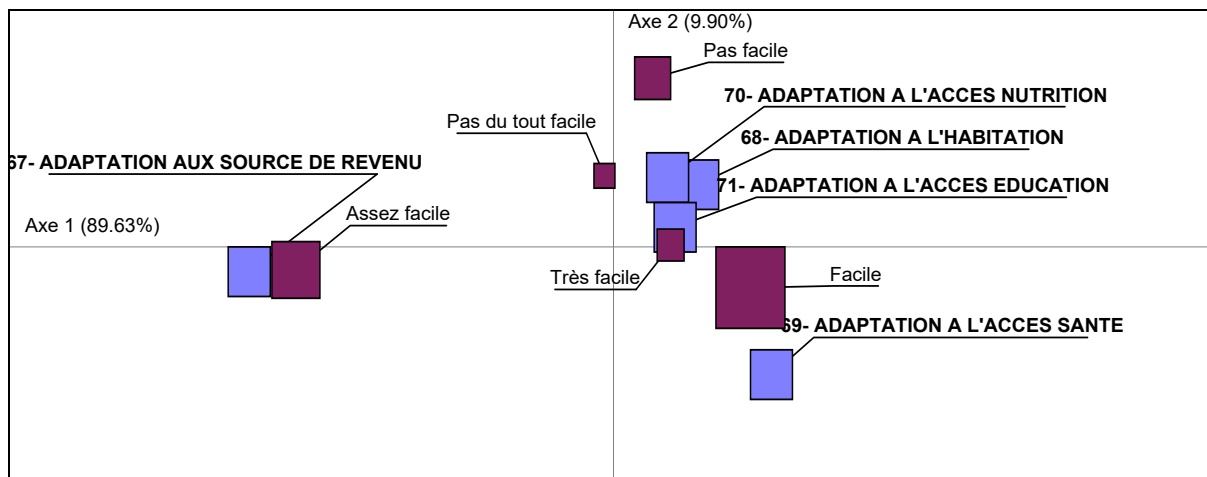 Axe 2 (9.90%)
Pas facile
70- ADAPTATION A L'ACCES NUTRITION
Pas du tout facile
68- ADAPTATION A L'HABITATION
67- ADAPTATION AUX SOURCE DE REVENU
71- ADAPTATION A L'ACCES EDUCATION
Assez facile
Axe 1 (89.63%)
Très facile
Facile
69- ADAPTATION A L'ACCES SANTE